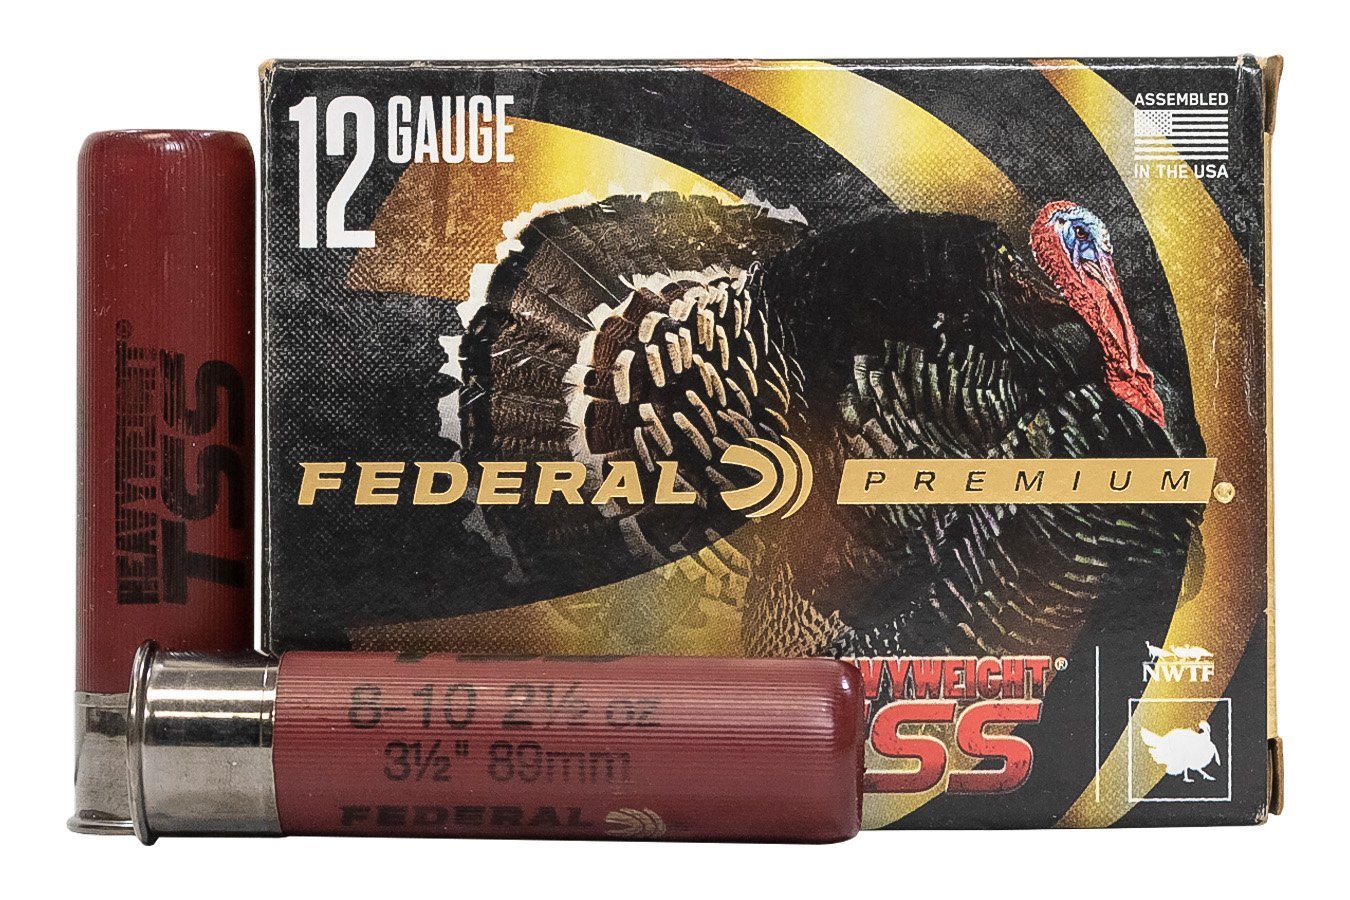 12 GAUGE
ASSEMBLED
IN THE USA
FEDERAL PREMIUM
HEAVYWEIGHT®
TSS
NWTF
HEAVYWEIGHT®
TSS
8-10 2½ oz
3½" 89mm
FEDERAL